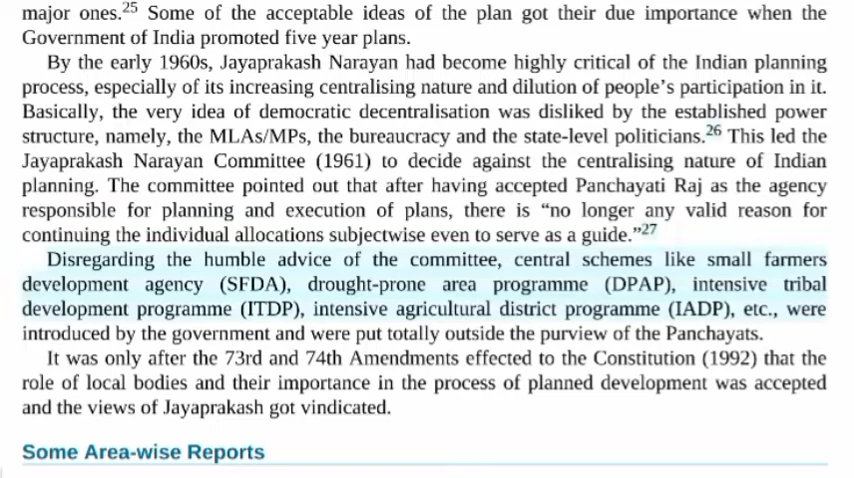 major ones.25 Some of the acceptable ideas of the plan got their due importance when the
Government of India promoted five year plans.
By the early 1960s, Jayaprakash Narayan had become highly critical of the Indian planning
process, especially of its increasing centralising nature and dilution of people’s participation in it.
Basically, the very idea of democratic decentralisation was disliked by the established power
structure, namely, the MLAs/MPs, the bureaucracy and the state-level politicians.26 This led the
Jayaprakash Narayan Committee (1961) to decide against the centralising nature of Indian
planning. The committee pointed out that after having accepted Panchayati Raj as the agency
responsible for planning and execution of plans, there is “no longer any valid reason for
continuing the individual allocations subjectwise even to serve as a guide.”27
Disregarding the humble advice of the committee, central schemes like small farmers
development agency (SFDA), drought-prone area programme (DPAP), intensive tribal
development programme (ITDP), intensive agricultural district programme (IADP), etc., were
introduced by the government and were put totally outside the purview of the Panchayats.
It was only after the 73rd and 74th Amendments effected to the Constitution (1992) that the
role of local bodies and their importance in the process of planned development was accepted
and the views of Jayaprakash got vindicated.
Some Area-wise Reports